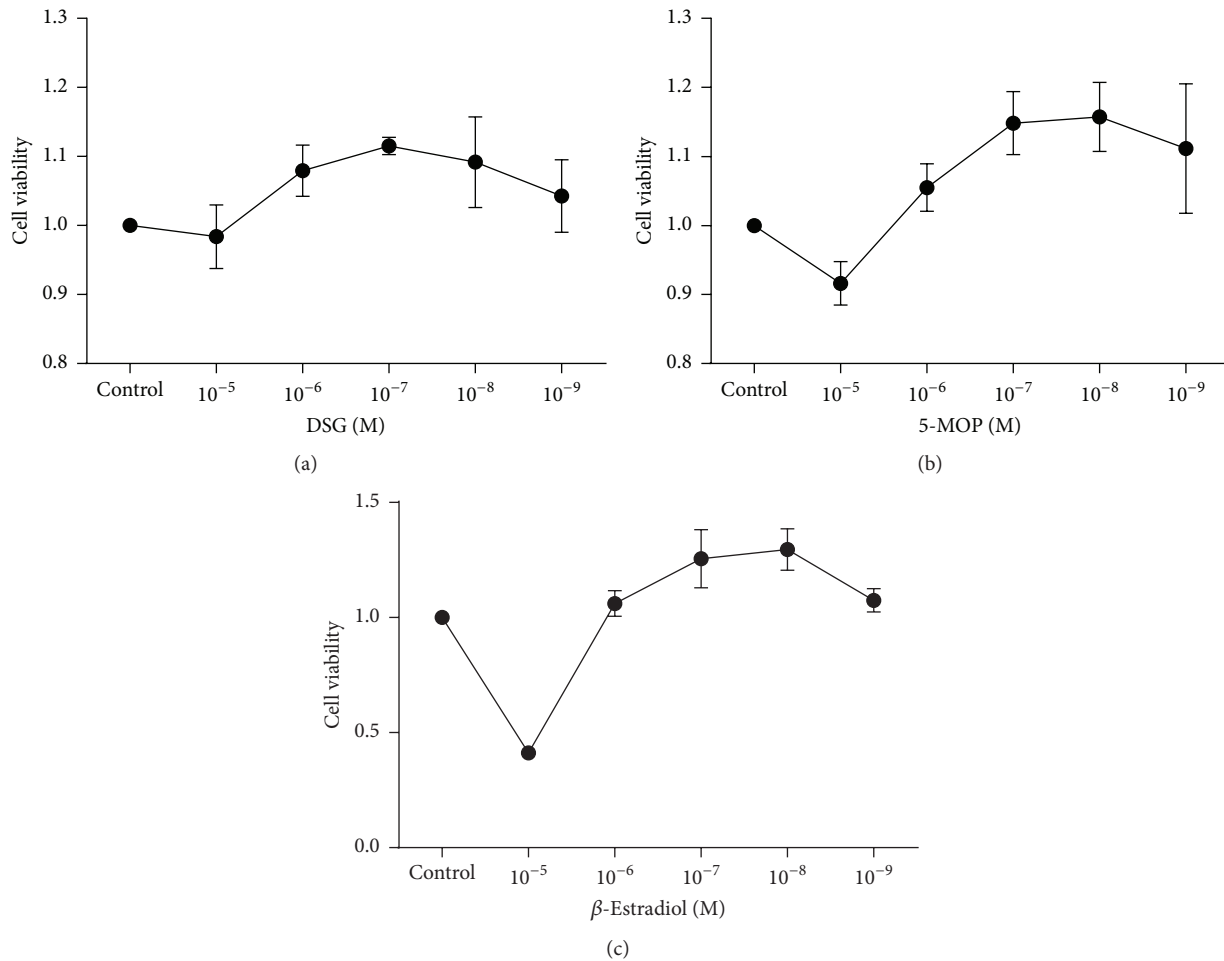 1.3
1.2
1.1
1.0
0.9
0.8
Cell viability
Control 10⁻⁵ 10⁻⁶ 10⁻⁷ 10⁻⁸ 10⁻⁹
DSG (M)
(a)
1.3
1.2
1.1
1.0
0.9
0.8
Cell viability
Control 10⁻⁵ 10⁻⁶ 10⁻⁷ 10⁻⁸ 10⁻⁹
5-MOP (M)
(b)
1.5
1.0
0.5
0.0
Cell viability
Control 10⁻⁵ 10⁻⁶ 10⁻⁷ 10⁻⁸ 10⁻⁹
β-Estradiol (M)
(c)